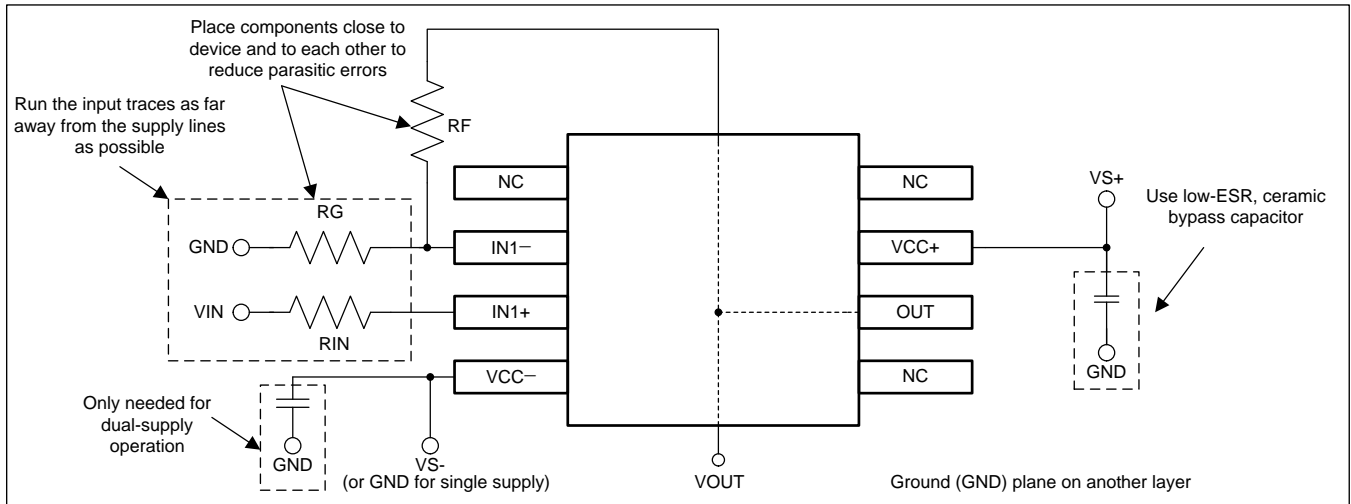 Place components close to
device and to each other to
reduce parasitic errors
Run the input traces as far
away from the supply lines
as possible
RF
NC
NC
VS+
Use low-ESR, ceramic
bypass capacitor
RG
GND
IN1−
VCC+
VIN
IN1+
OUT
RIN
GND
VCC−
NC
Only needed for
dual-supply
operation
GND
VS-
(or GND for single supply)
VOUT
Ground (GND) plane on another layer